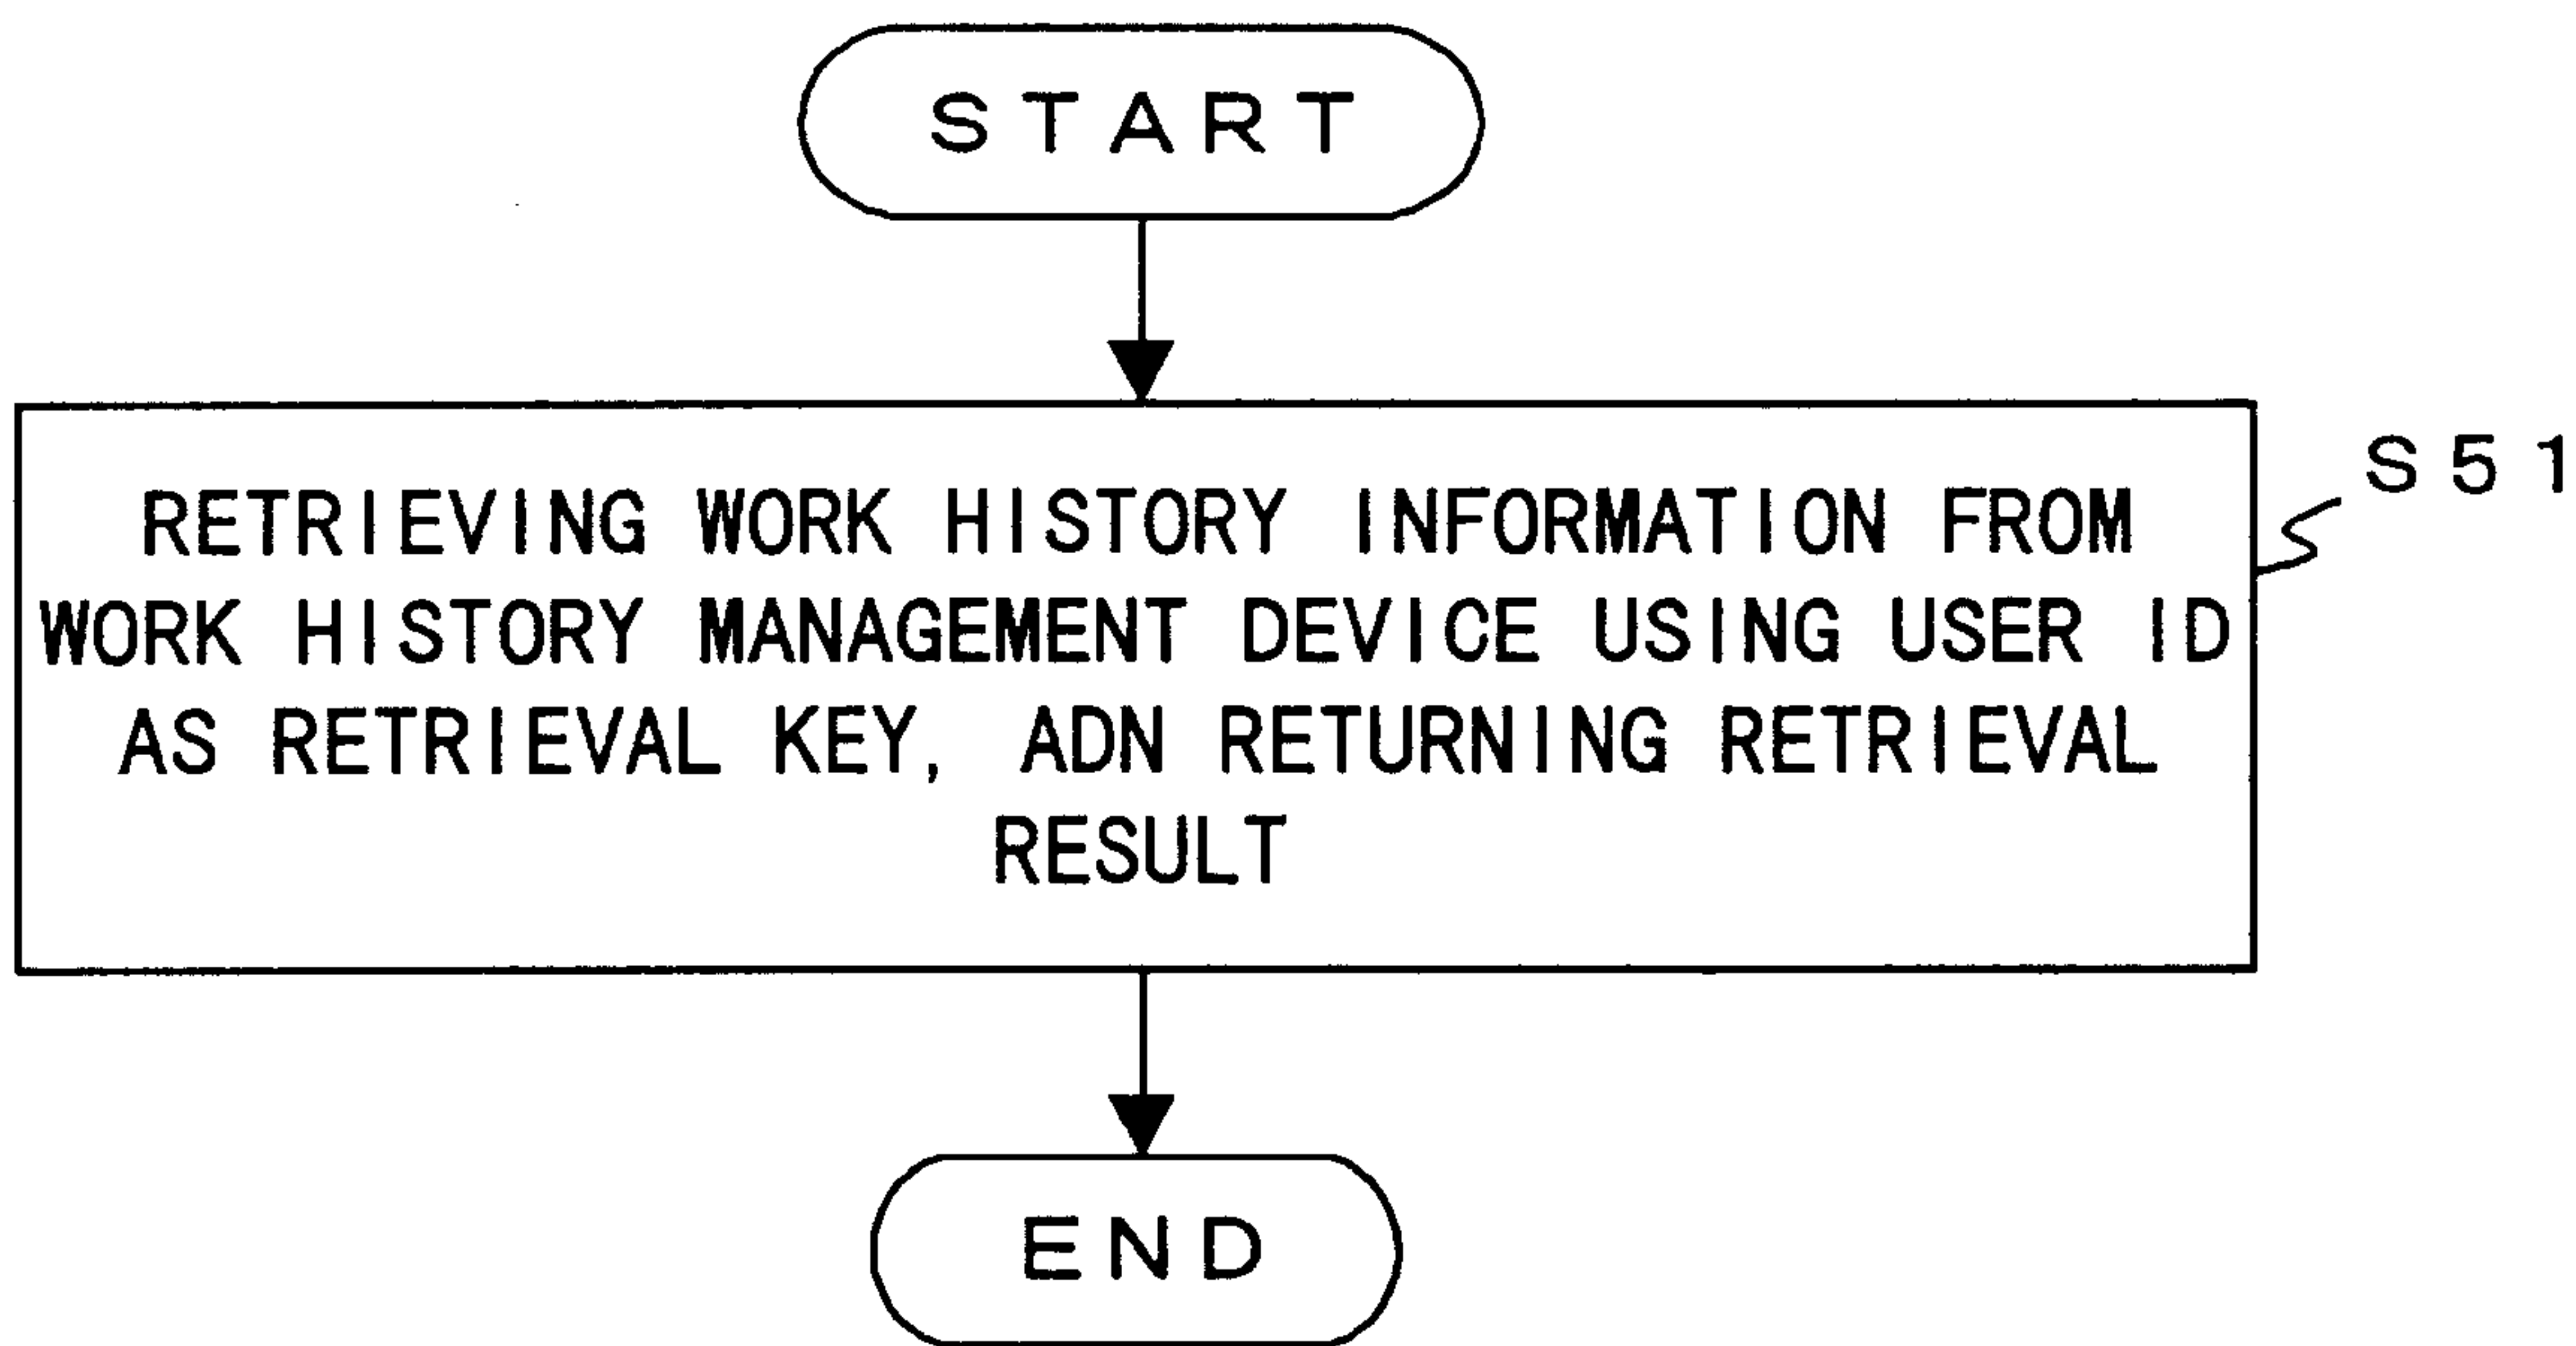 START
RETRIEVING WORK HISTORY INFORMATION FROM
WORK HISTORY MANAGEMENT DEVICE USING USER ID
AS RETRIEVAL KEY, ADN RETURNING RETRIEVAL
RESULT
S51
END